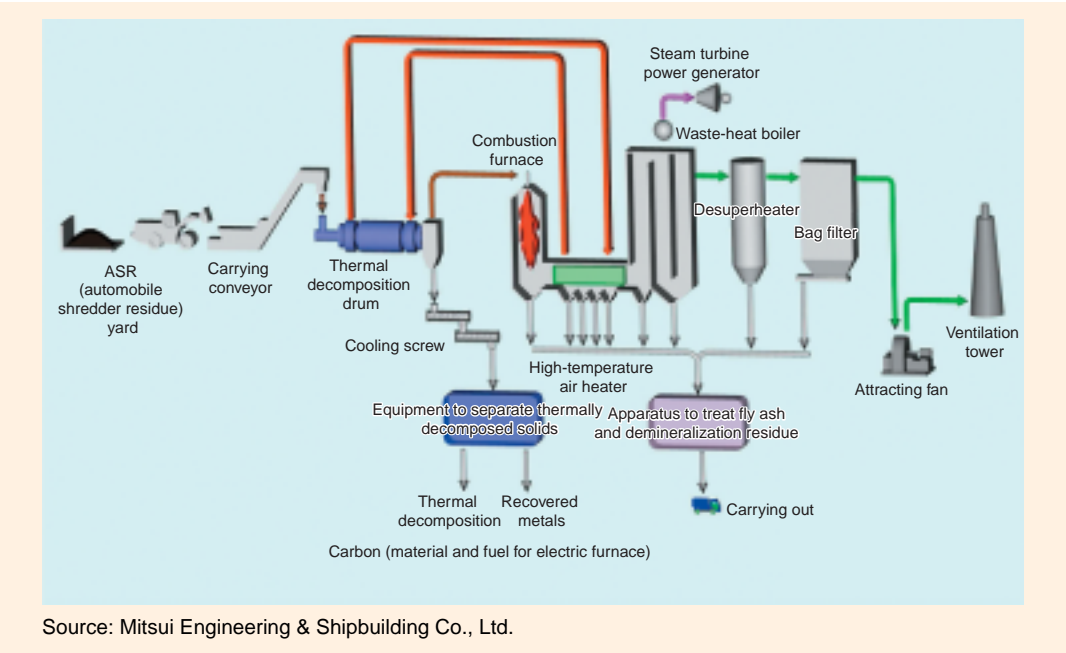 Steam turbine
power generator
Waste-heat boiler
Combustion
furnace
Desuperheater
Bag filter
ASR
(automobile
shredder residue)
yard
Carrying
conveyor
Thermal
decomposition
drum
Cooling screw
High-temperature
air heater
Ventilation
tower
Attracting fan
Equipment to separate thermally
decomposed solids
Apparatus to treat fly ash
and demineralization residue
Thermal
decomposition
Recovered
metals
Carrying out
Carbon (material and fuel for electric furnace)
Source: Mitsui Engineering & Shipbuilding Co., Ltd.